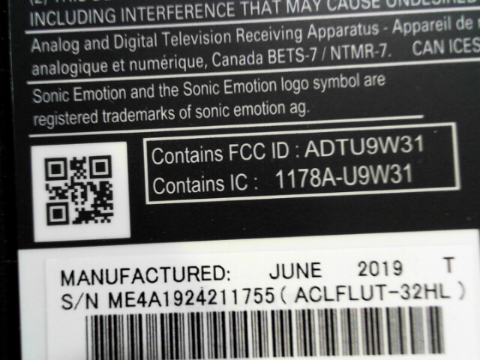 INCLUDING INTERFERENCE THAT MAY CAUSE UNDESIRED
Analog and Digital Television Receiving Apparatus - Appareil de
analogique et numérique, Canada BETS-7 / NTMR-7. CAN ICES
Sonic Emotion and the Sonic Emotion logo symbol are
registered trademarks of sonic emotion ag.
Contains FCC ID : ADTU9W31
Contains IC : 1178A-U9W31
MANUFACTURED: JUNE 2019 T
S/N ME4A1924211755 ( ACLFLUT-32HL )